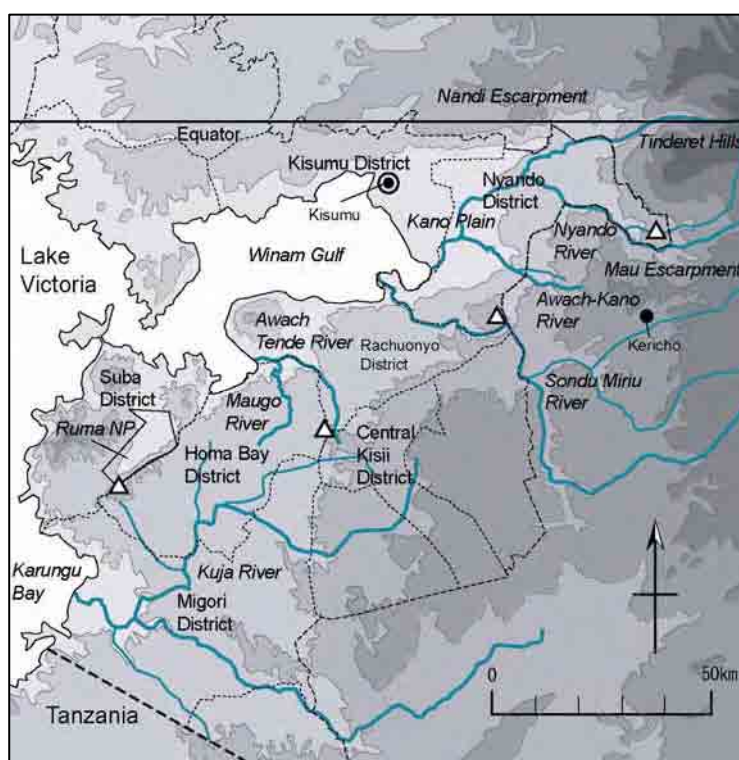 Nandi Escarpment
Equator
Tinderet Hills
Kisumu District
Kisumu
Nyando
District
Kano Plain
Nyando
River
Lake
Victoria
Winam Gulf
Mau Escarpment
Awach-Kano
River
Kericho
Awach
Tende River
Rachuonyo
District
Suba
District
Maugo
River
Sondu Miriu
River
Ruma NP
Homa Bay
District
Central
Kisii
District
Karungu
Bay
Kuja River
Migori
District
Tanzania
0 50km